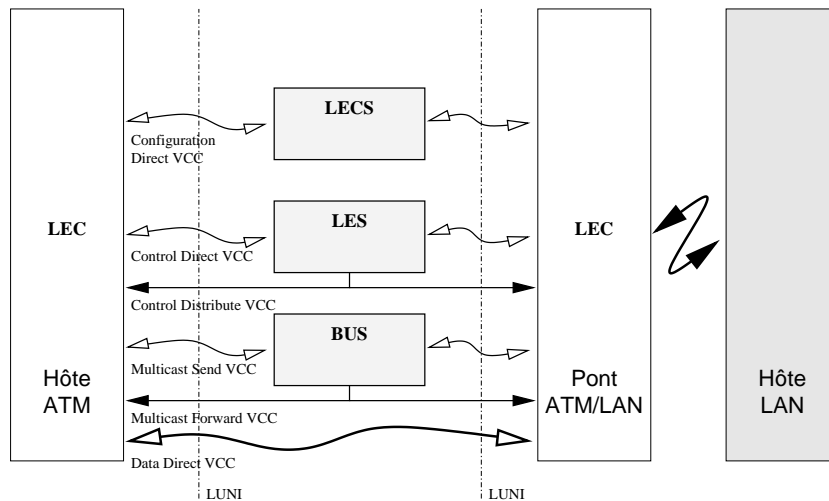 LECS
Configuration
Direct VCC
LEC
LES
LEC
Control Direct VCC
Control Distribute VCC
BUS
Multicast Send VCC
Hôte
ATM
Pont
ATM/LAN
Hôte
LAN
Multicast Forward VCC
Data Direct VCC
LUNI
LUNI